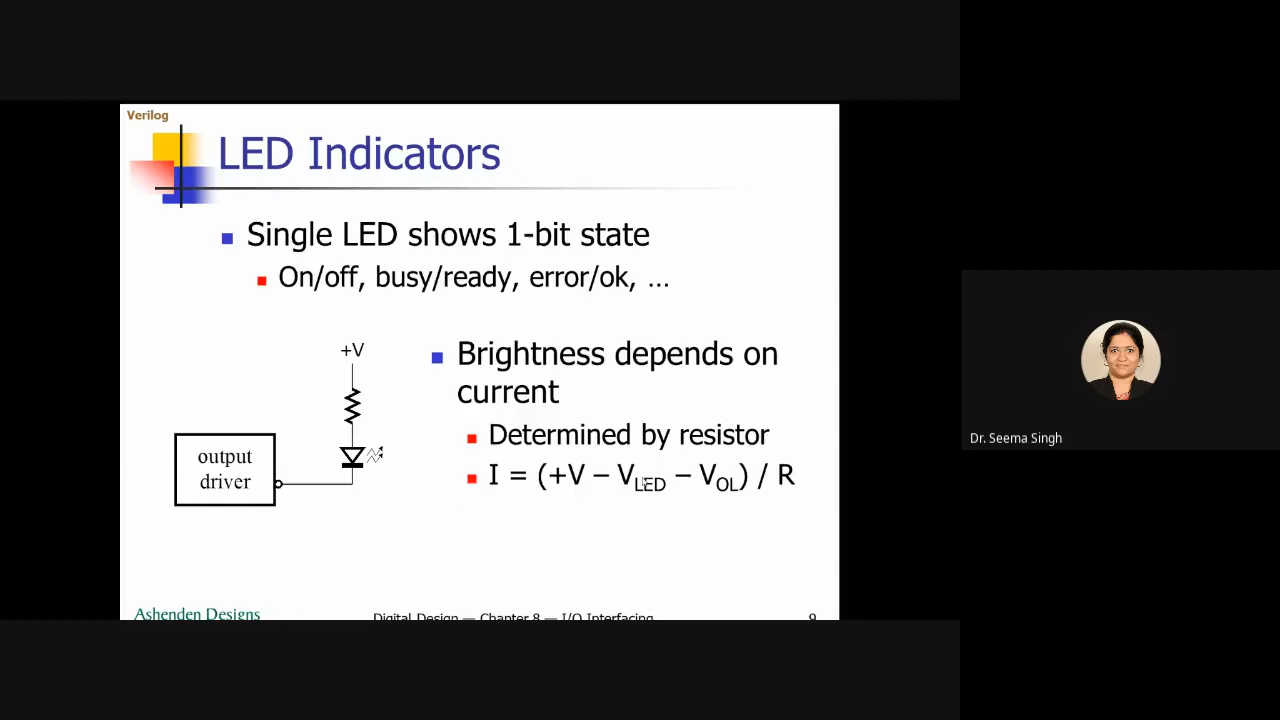 Verilog
LED Indicators
Single LED shows 1-bit state
On/off, busy/ready, error/ok, …
+V
output
driver
Brightness depends on
current
Determined by resistor
I = (+V – VLED – VOL) / R
Ashenden Designs
Digital Design — Chapter 8 — I/O Interfacing
9
Dr. Seema Singh